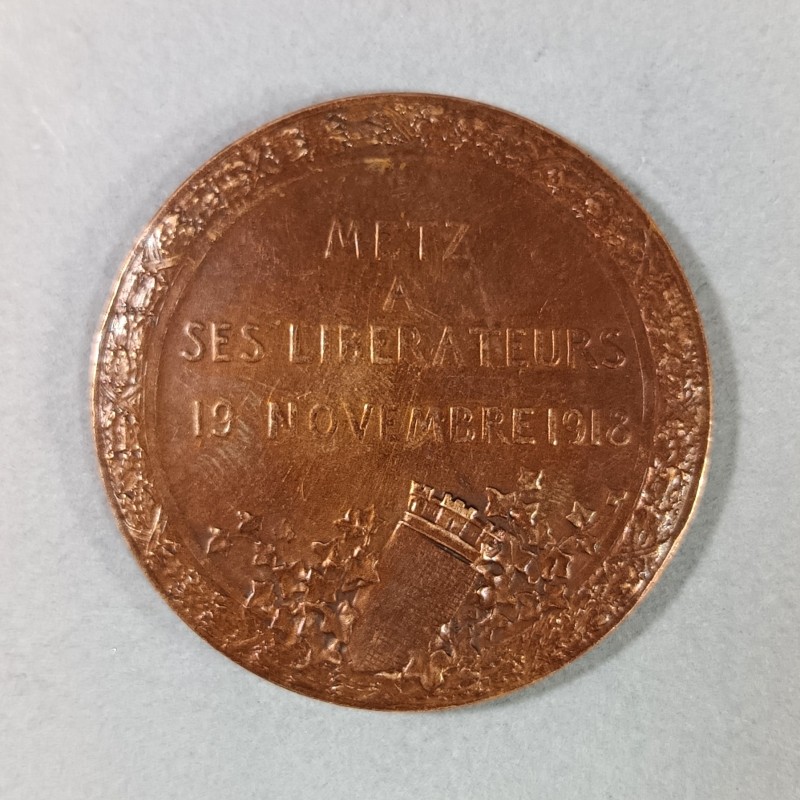 METZ
A
SES LIBERATEURS
19 NOVEMBRE 1918